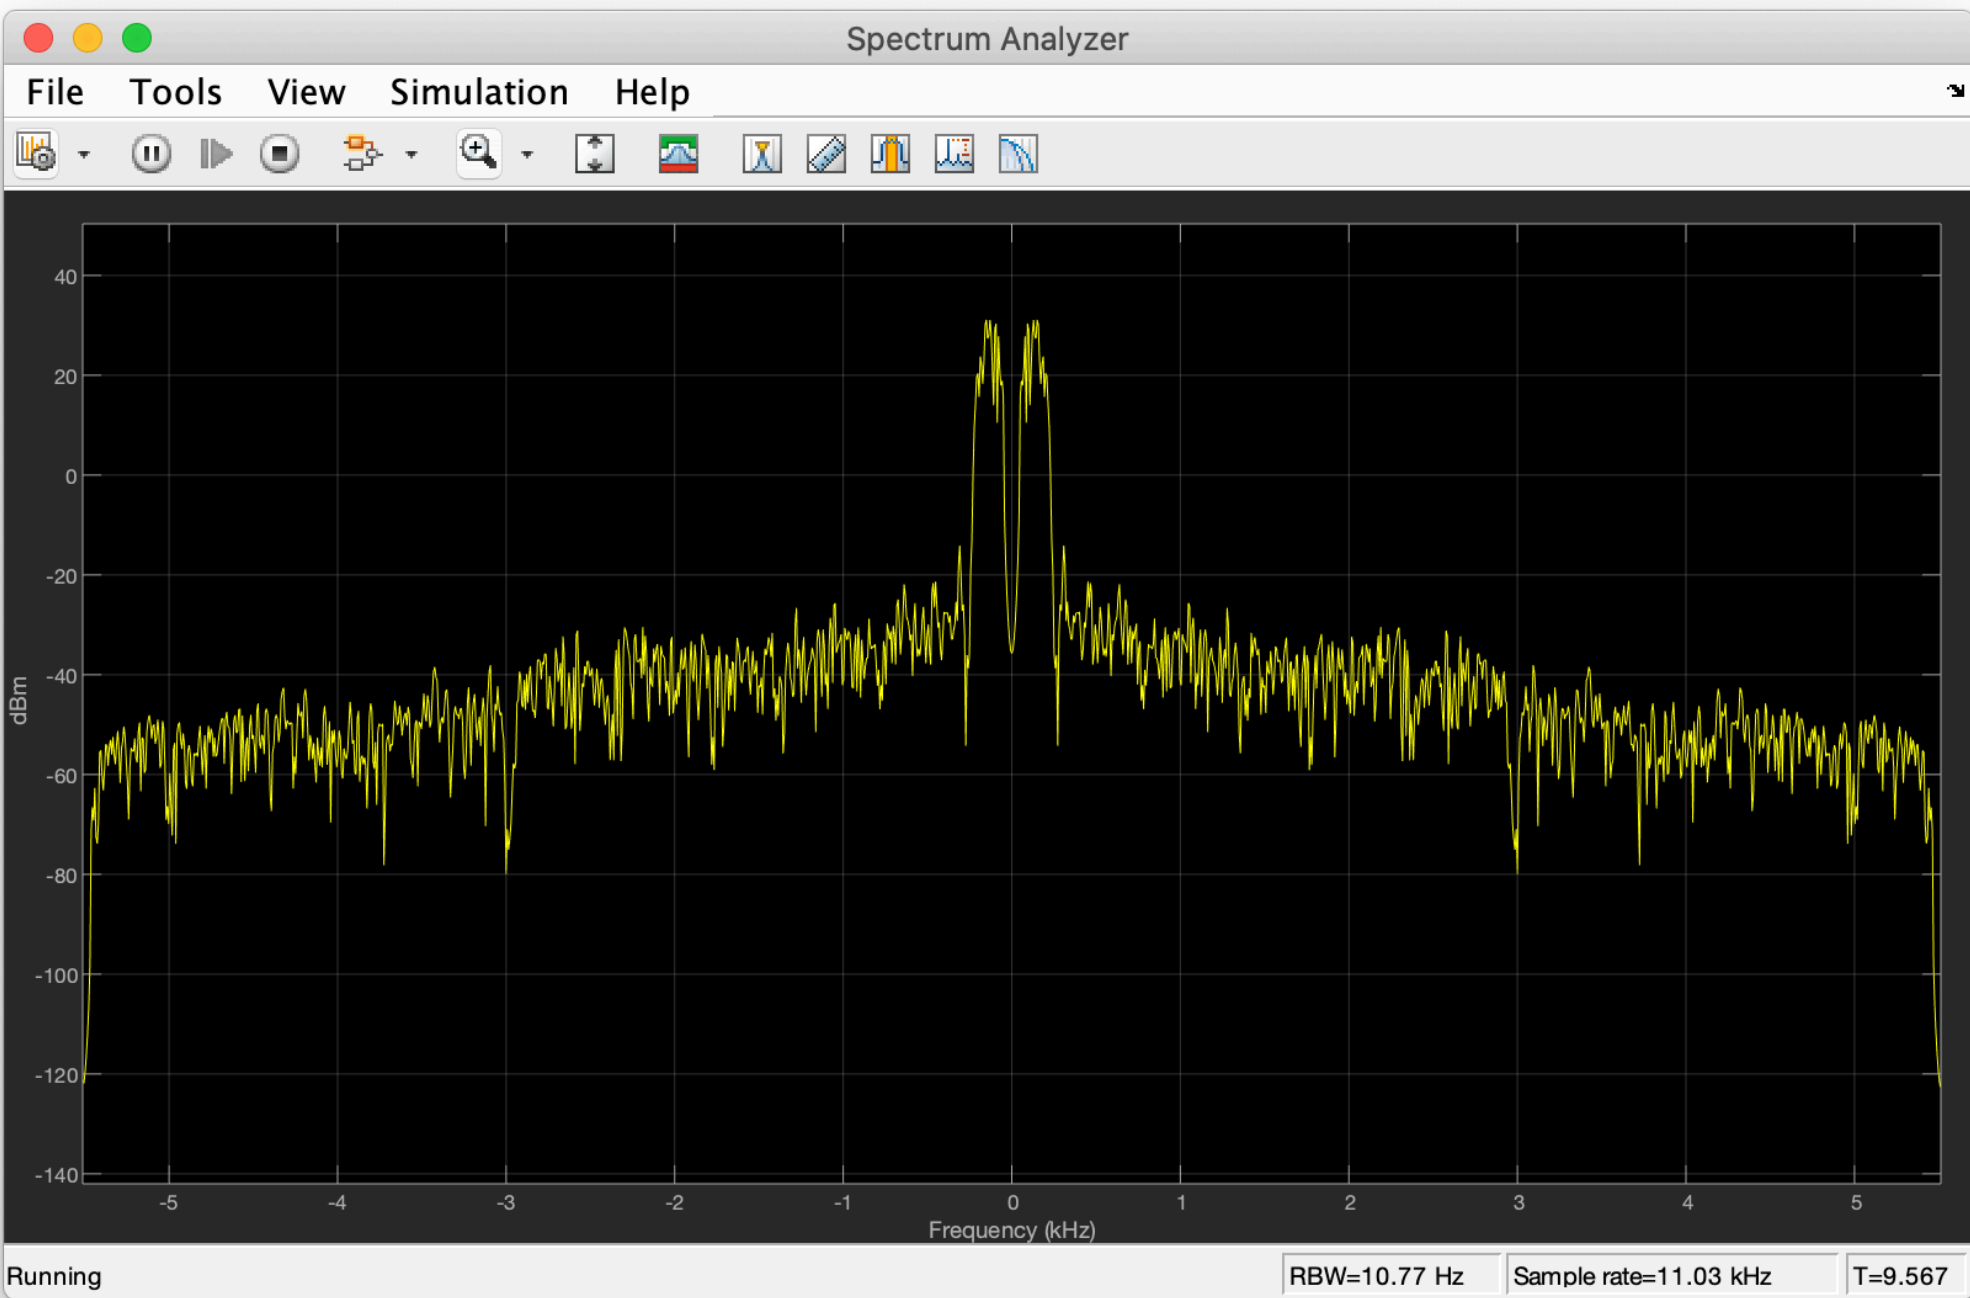 Spectrum Analyzer
File Tools View Simulation Help
40
20
0
-20
-40
-60
-80
-100
-120
-140
dBm
-5 -4 -3 -2 -1 0 1 2 3 4 5
Frequency (kHz)
Running RBW=10.77 Hz Sample rate=11.03 kHz T=9.567